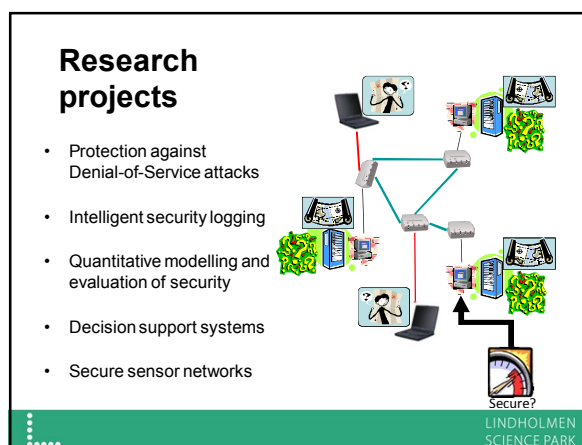 Research
projects
• Protection against
Denial-of-Service attacks
• Intelligent security logging
• Quantitative modelling and
evaluation of security
• Decision support systems
• Secure sensor networks
?
?
Secure?
LINDHOLMEN
SCIENCE PARK